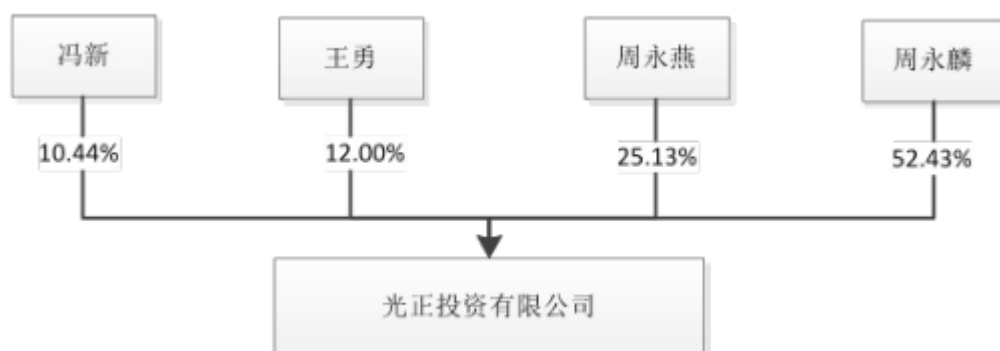 冯新
王勇
周永燕
周永麟
10.44%
12.00%
25.13%
52.43%
光正投资有限公司